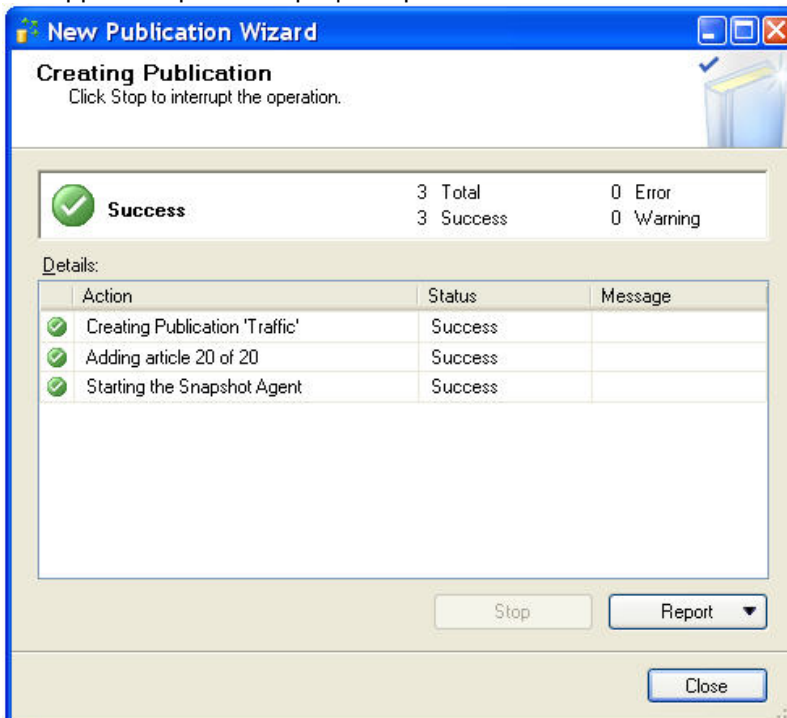 New Publication Wizard
Creating Publication
Click Stop to interrupt the operation.
Success 3 Total 0 Error
3 Success 0 Warning
Details:
Action Status Message
Creating Publication 'Traffic' Success
Adding article 20 of 20 Success
Starting the Snapshot Agent Success
Stop Report
Close